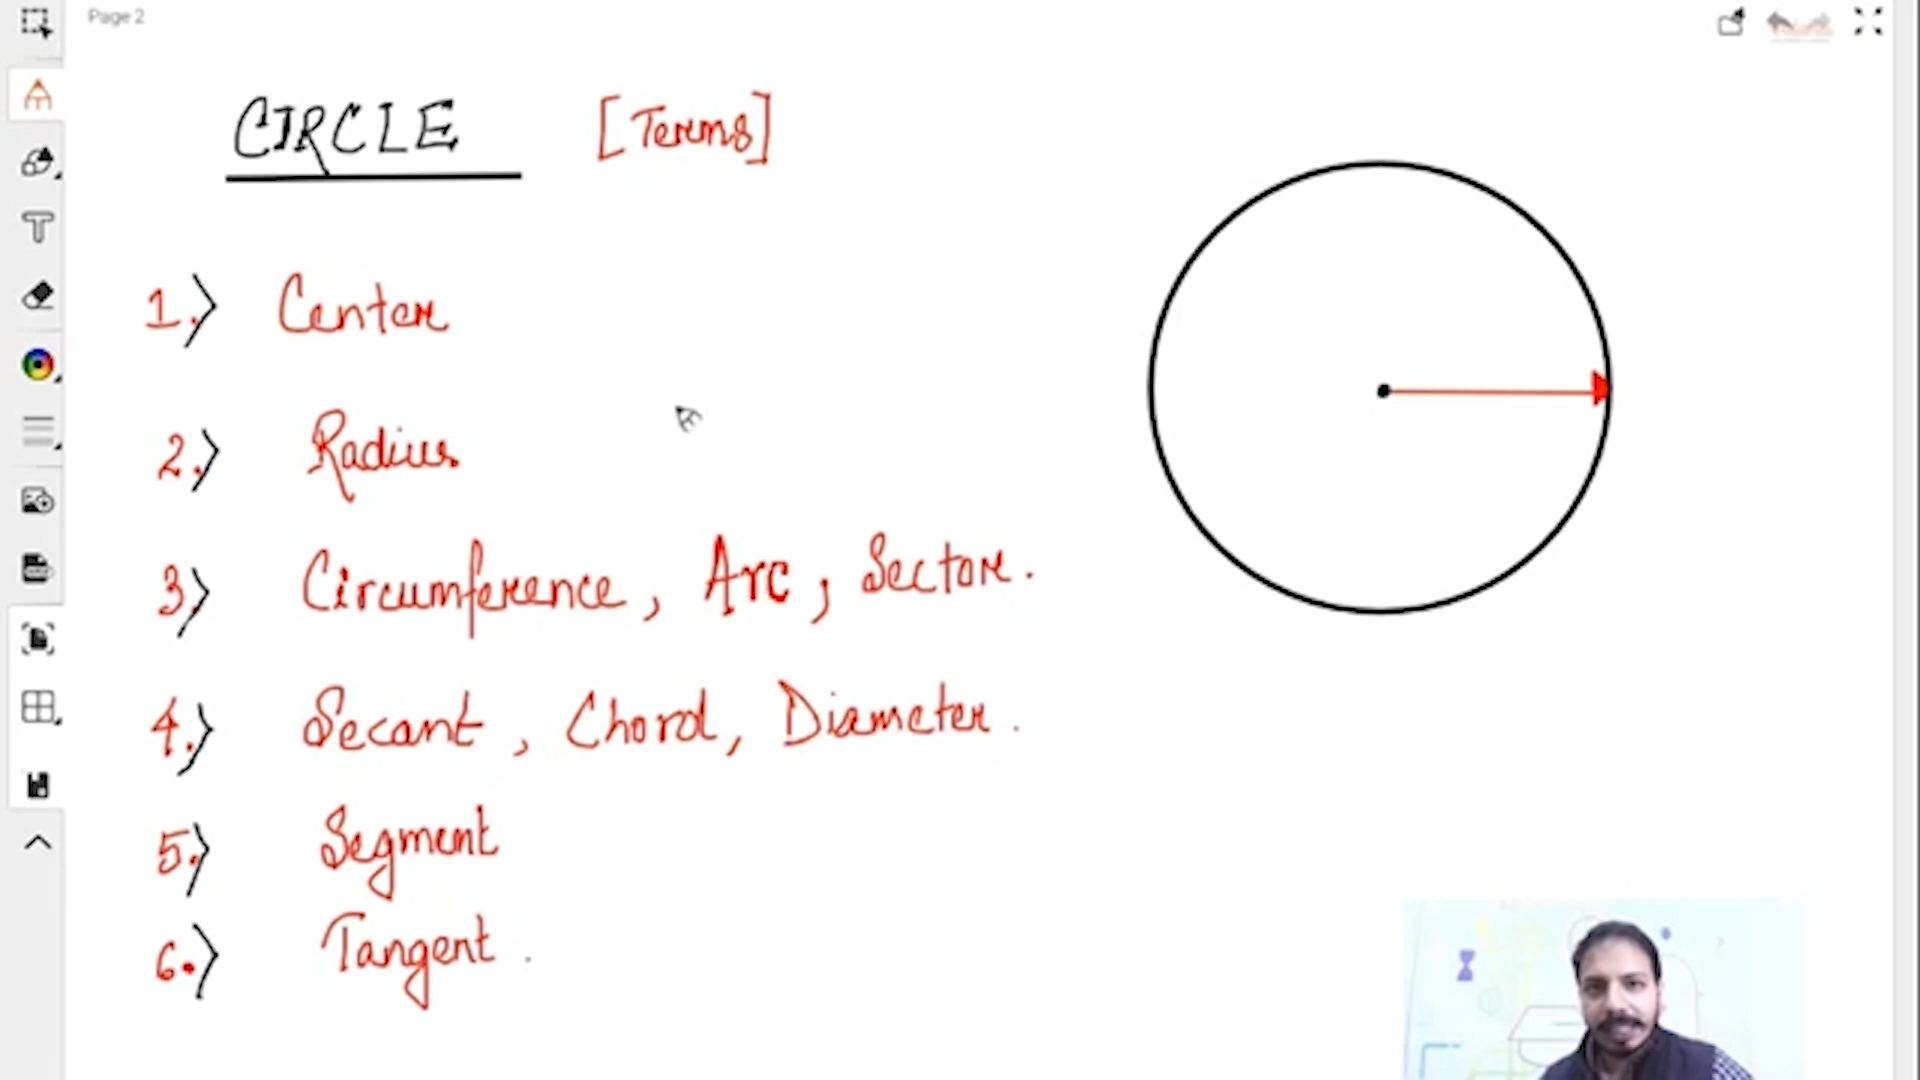 Page 2
CIRCLE [Terms]
1.) Center
2.) Radius
3) Circumference, Arc, Sector.
4.) Secant, Chord, Diameter.
5.) Segment
6.) Tangent.